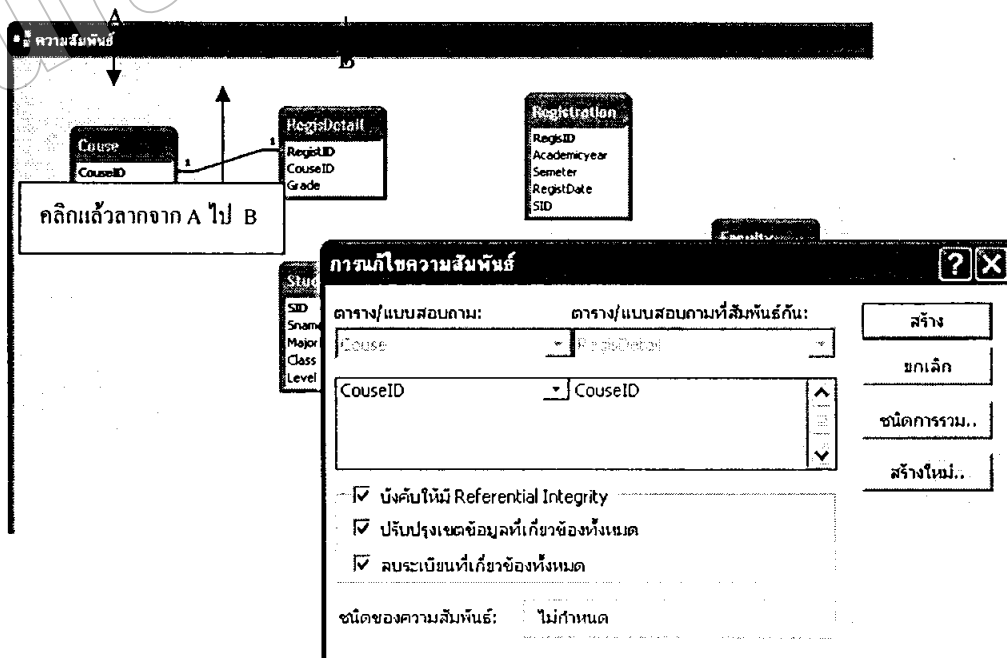 A
ความสัมพันธ์
Couse
CouseID
1
1
RegisDetail
RegistID
CouseID
Grade
Registration
RegisID
Academicyear
Semeter
RegistDate
SID
คลิกแล้วลากจาก A ไป B
SID
Class
Level
การแก้ไขความสัมพันธ์
ตาราง/แบบสอบถาม:
ตาราง/แบบสอบถามที่สัมพันธ์กัน:
Couse
RegisDetail
CouseID
CouseID
สร้าง
ยกเลิก
ชนิดการรวม..
สร้างใหม่..
บังคับให้มี Referential Integrity
ปรับปรุงเขตข้อมูลที่เกี่ยวข้องทั้งหมด
ลบระเบียนที่เกี่ยวข้องทั้งหมด
ชนิดของความสัมพันธ์: ไม่กำหนด